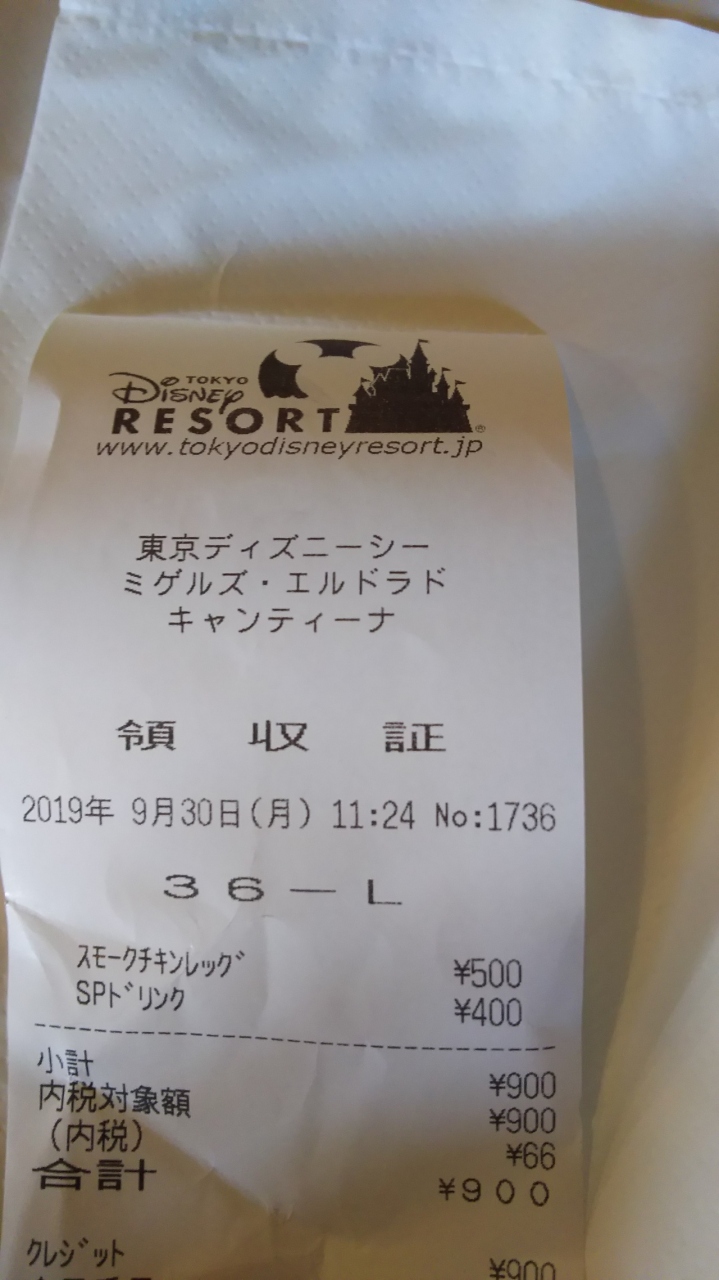 TOKYO
Disney
RESORT®
www.tokyodisneyresort.jp
東京ディズニーシー
ミゲルズ・エルドラド
キャンティーナ
領 収 証
2019年 9月30日(月) 11:24 No:1736
36－L
ｽﾓｰｸﾁｷﾝﾚｯｸﾞ ¥500
SPﾄﾞﾘﾝｸ ¥400
小計 ¥900
内税対象額 ¥900
(内税) ¥66
合計 ¥900
ｸﾚｼﾞｯﾄ ¥900